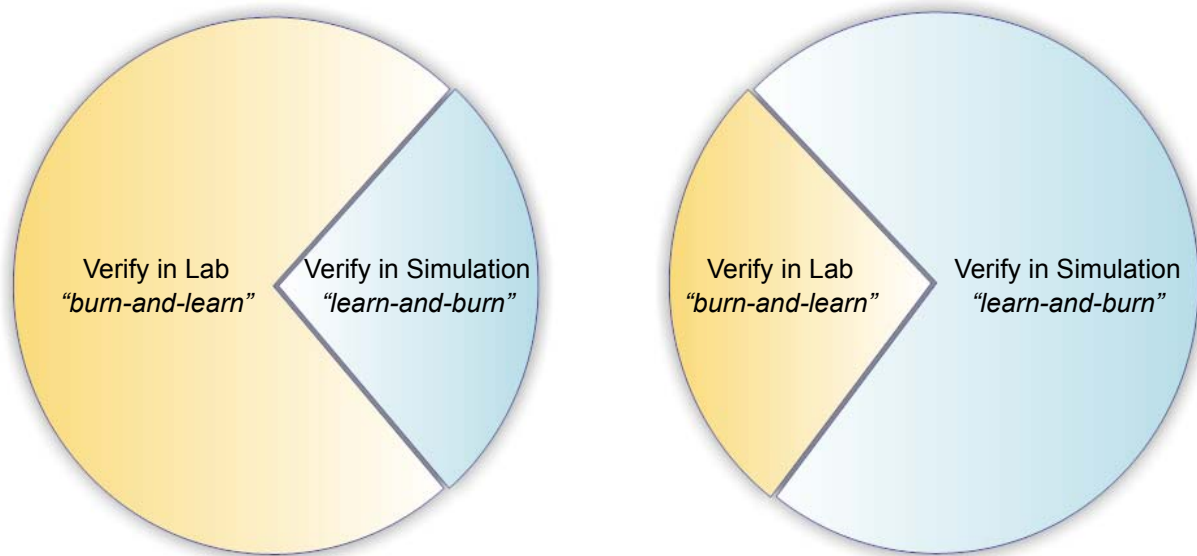 Verify in Lab
“burn-and-learn”
Verify in Simulation
“learn-and-burn”
Verify in Lab
“burn-and-learn”
Verify in Simulation
“learn-and-burn”